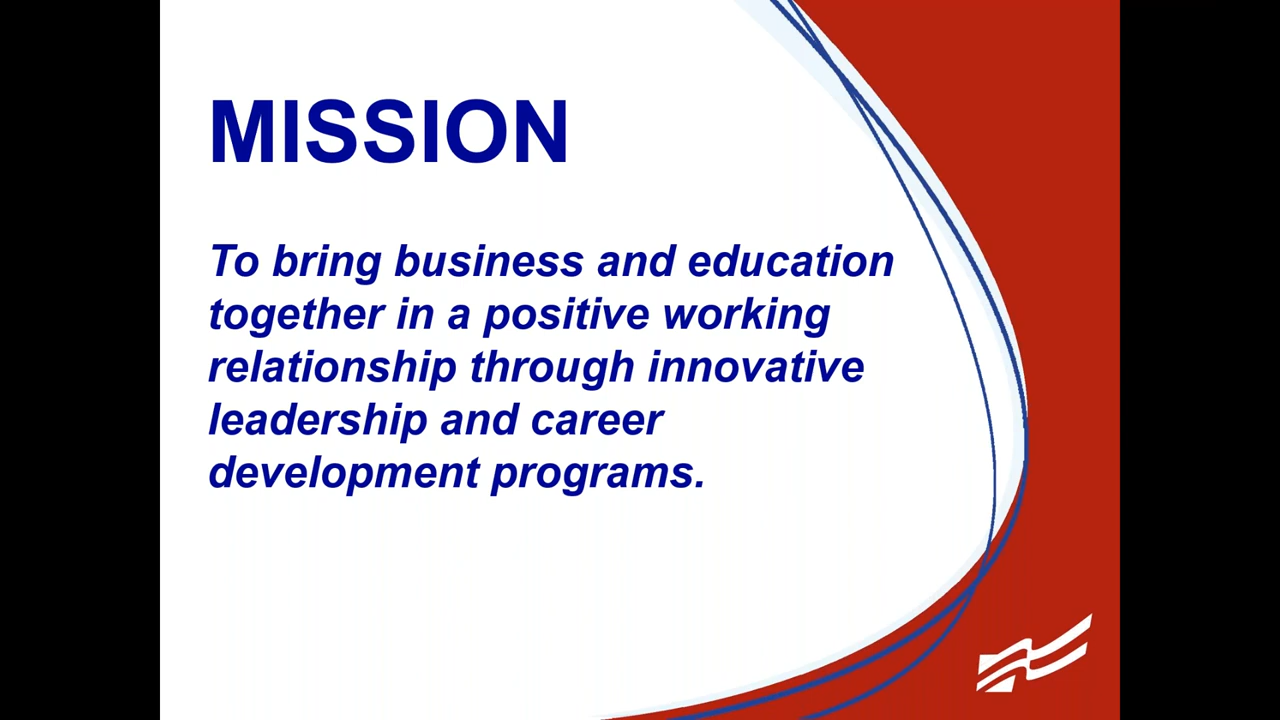 MISSION
To bring business and education
together in a positive working
relationship through innovative
leadership and career
development programs.